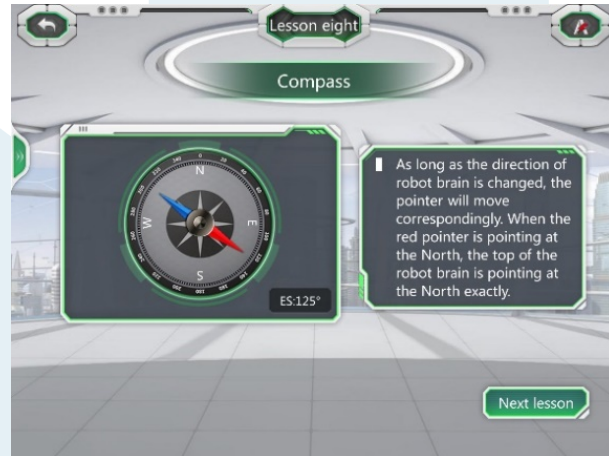 Lesson eight
Compass
N
W
E
S
ES:125°
As long as the direction of
robot brain is changed, the
pointer will move
correspondingly. When the
red pointer is pointing at
the North, the top of the
robot brain is pointing at
the North exactly.
Next lesson